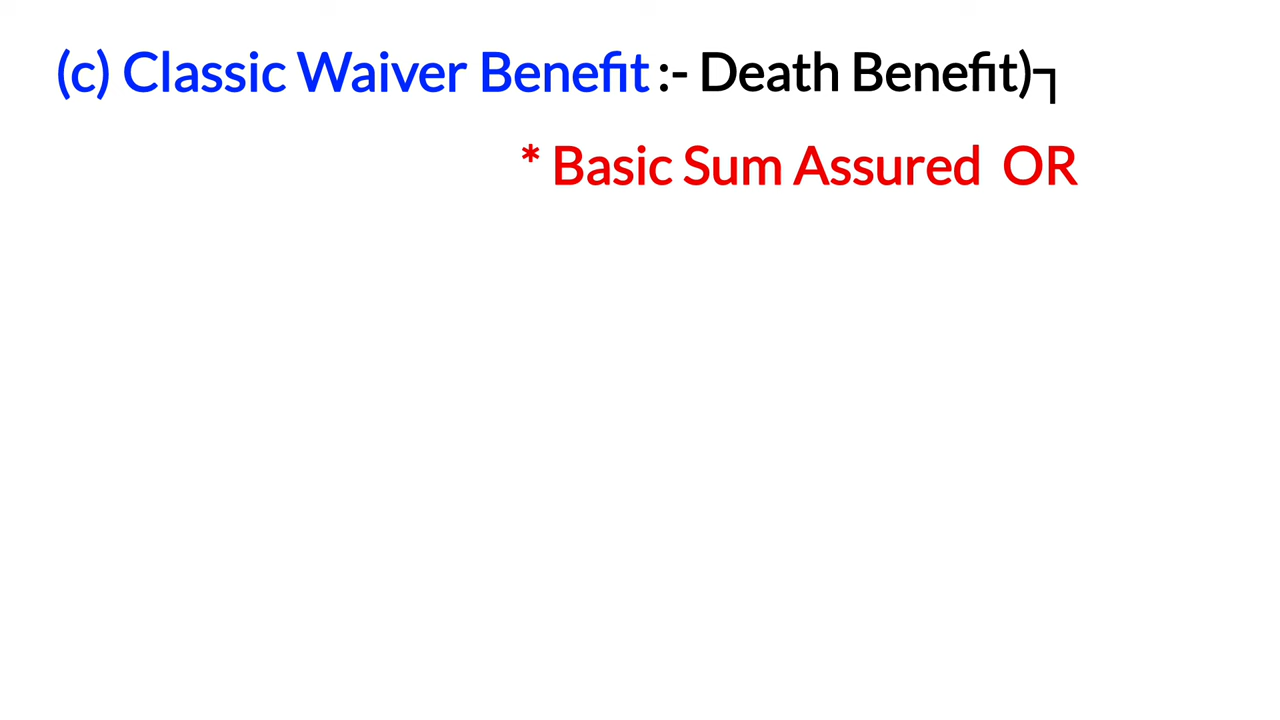 (c) Classic Waiver Benefit :- Death Benefit)┐
* Basic Sum Assured OR